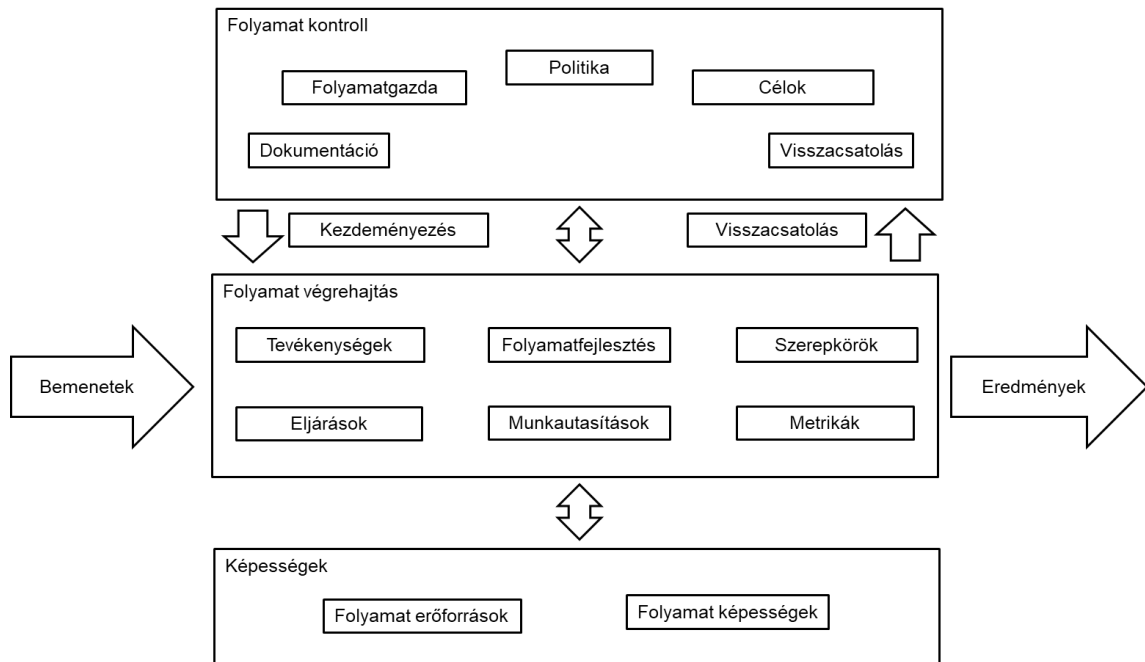 Folyamat kontroll
Politika
Folyamatgazda
Célok
Dokumentáció
Visszacsatolás
Kezdeményezés
Visszacsatolás
Folyamat végrehajtás
Tevékenységek
Folyamatfejlesztés
Szerepkörök
Bemenetek
Eredmények
Eljárások
Munkautasítások
Metrikák
Képességek
Folyamat erőforrások
Folyamat képességek